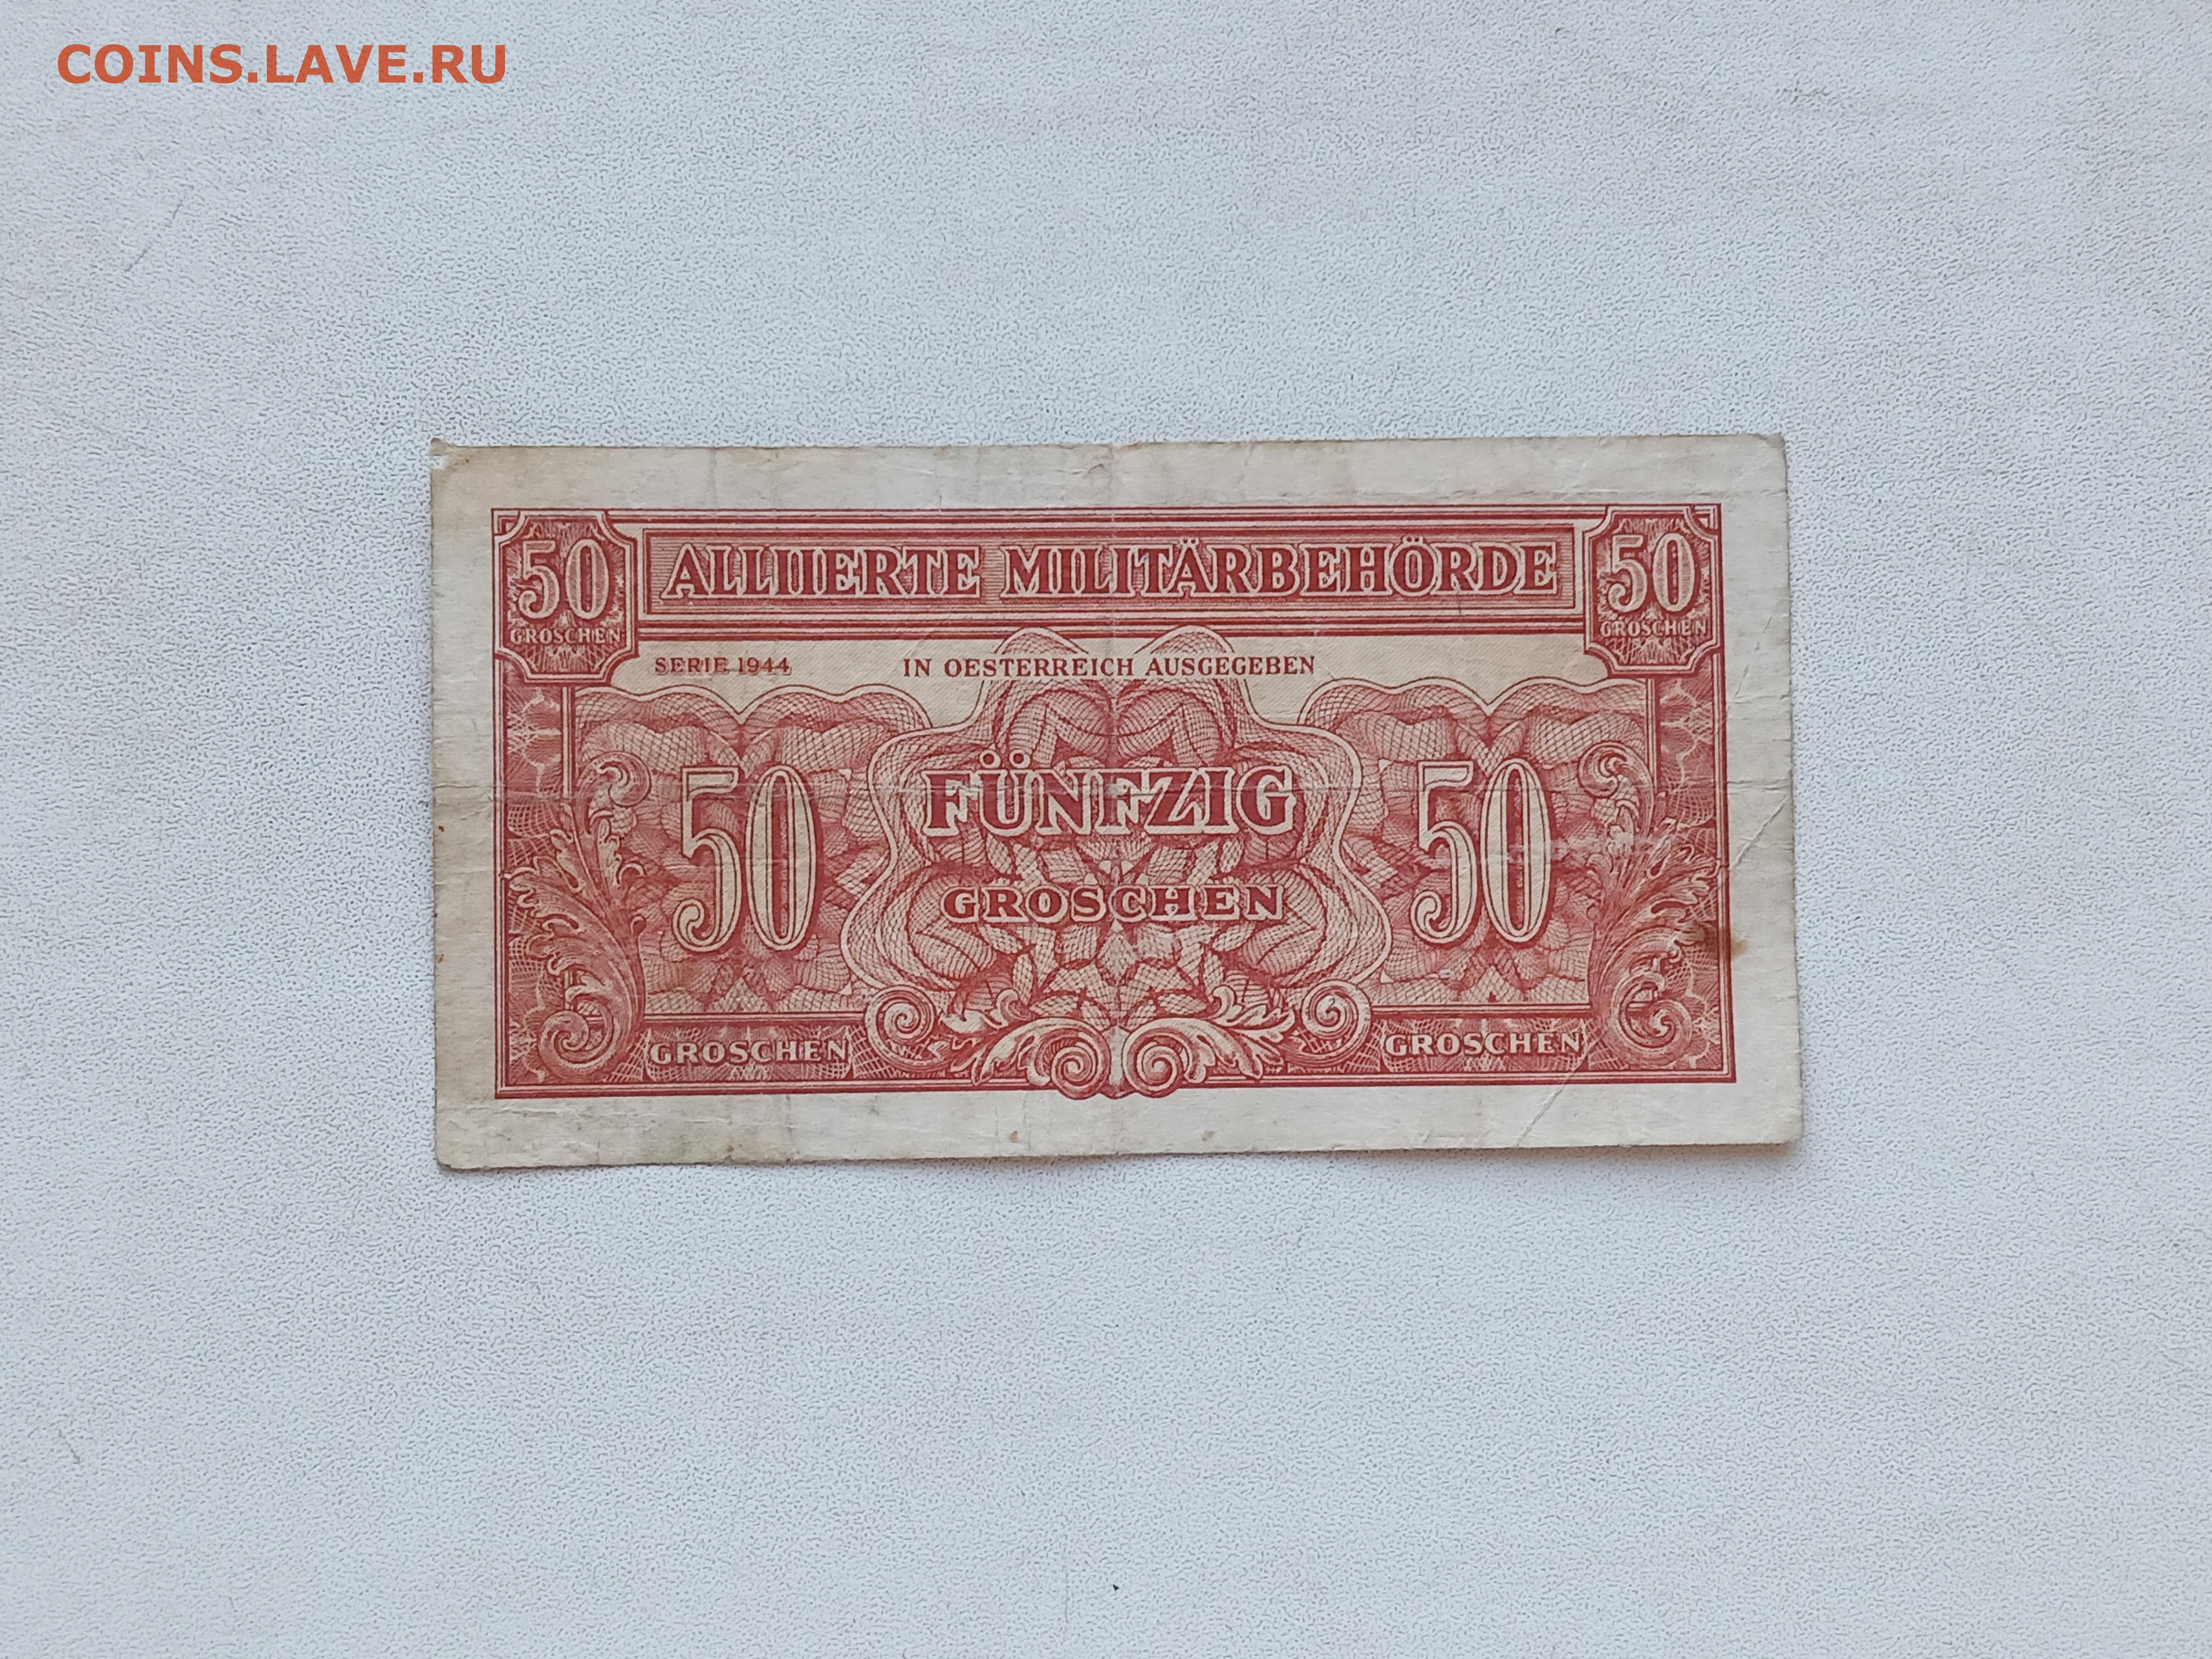 COINS.LAVE.RU
50 ALLIIERTE MILITÄRBEHÖRDE 50
GROSCHEN GROSCHEN
SERIE 1944 IN OESTERREICH AUSGEGEBEN
50 FÜNFZIG 50
GROSCHEN
GROSCHEN GROSCHEN